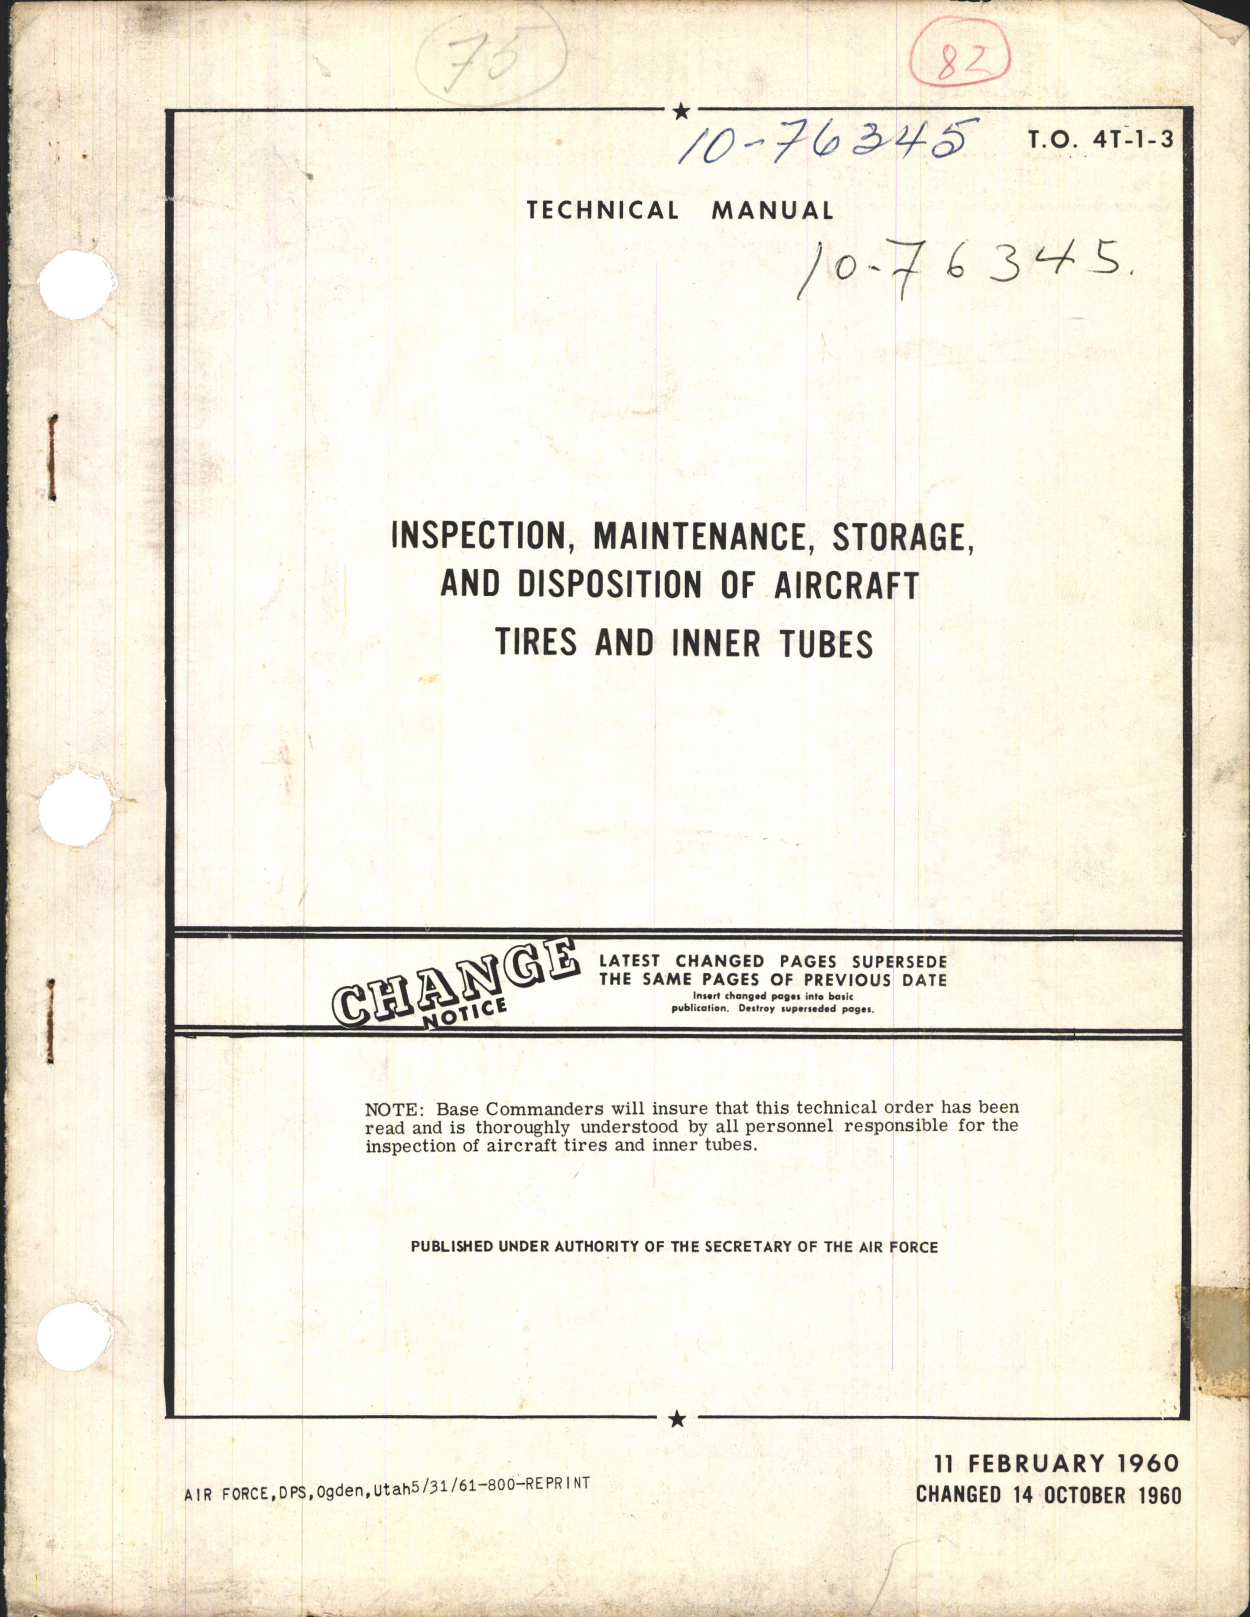 75
82
10-76345
T.O. 4T-1-3
TECHNICAL MANUAL
10-76345.
INSPECTION, MAINTENANCE, STORAGE,
AND DISPOSITION OF AIRCRAFT
TIRES AND INNER TUBES
CHANGE
NOTICE
LATEST CHANGED PAGES SUPERSEDE
THE SAME PAGES OF PREVIOUS DATE
Insert changed pages into basic
publication. Destroy superseded pages.
NOTE: Base Commanders will insure that this technical order has been
read and is thoroughly understood by all personnel responsible for the
inspection of aircraft tires and inner tubes.
PUBLISHED UNDER AUTHORITY OF THE SECRETARY OF THE AIR FORCE
11 FEBRUARY 1960
AIR FORCE,DPS,Ogden,Utah5/31/61-800-REPRINT
CHANGED 14 OCTOBER 1960